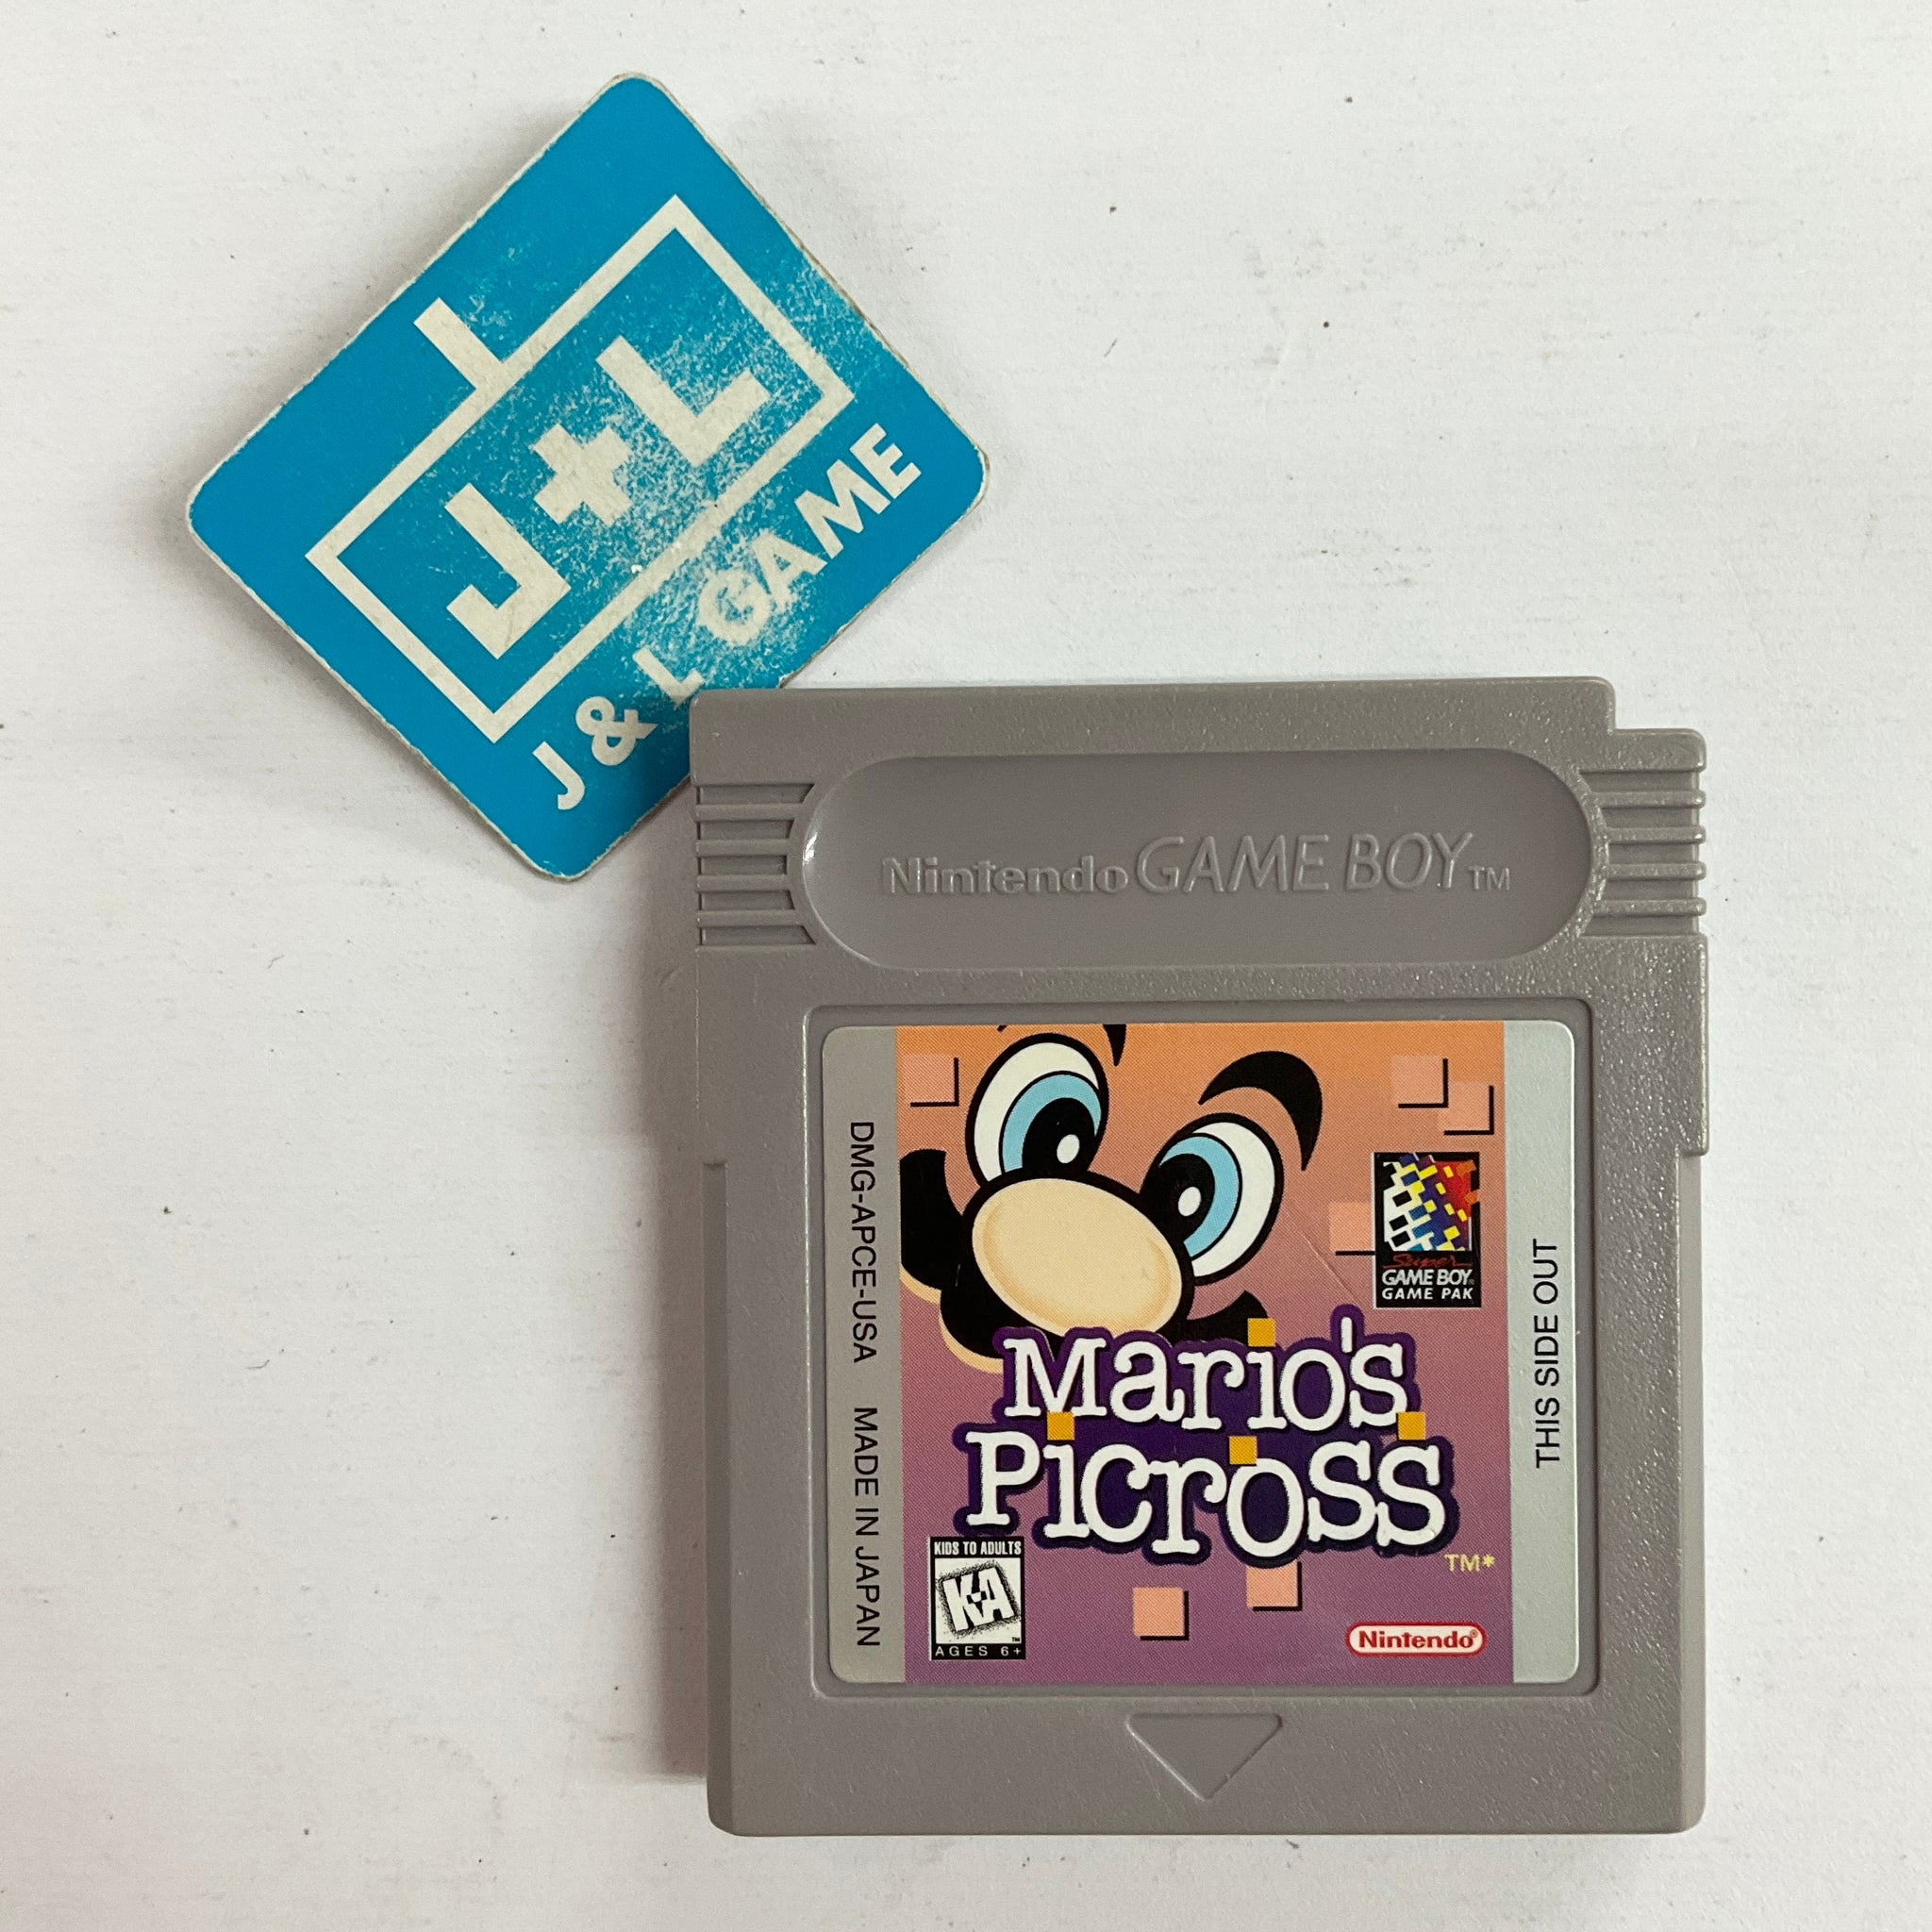 J+L
J & L GAME
Nintendo GAME BOY TM
DMG-APCE-USA MADE IN JAPAN
Super
GAME BOY®
GAME PAK
THIS SIDE OUT
Mario's
Picross
TM*
KIDS TO ADULTS
K-A
TM
AGES 6+
Nintendo®